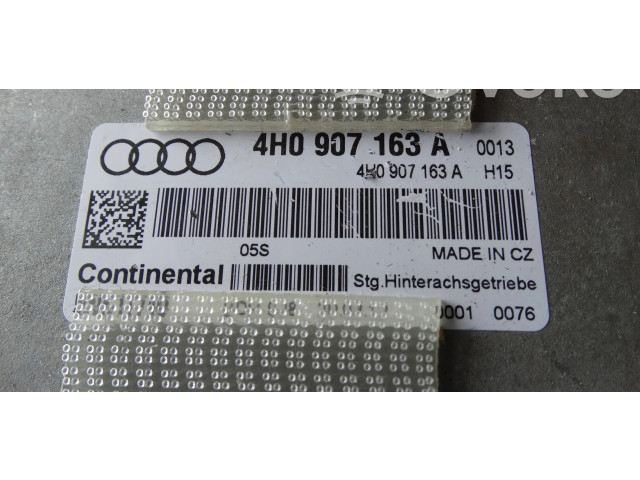 4H0 907 163 A 0013
4H0 907 163 A H15
05S MADE IN CZ
Continental Stg.Hinterachsgetriebe
0001 0076